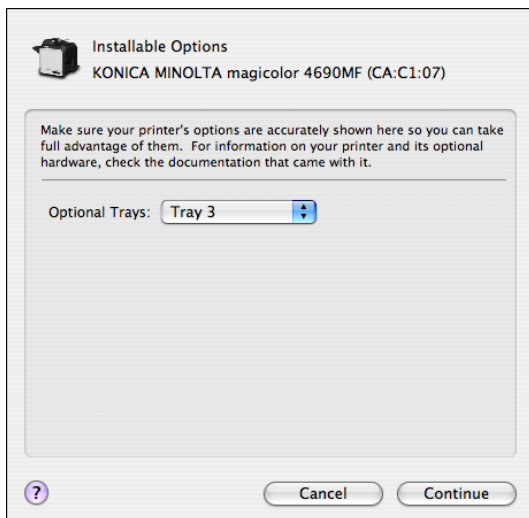 Installable Options
KONICA MINOLTA magicolor 4690MF (CA:C1:07)
Make sure your printer's options are accurately shown here so you can take
full advantage of them.  For information on your printer and its optional
hardware, check the documentation that came with it.
Optional Trays: Tray 3
?
Cancel Continue